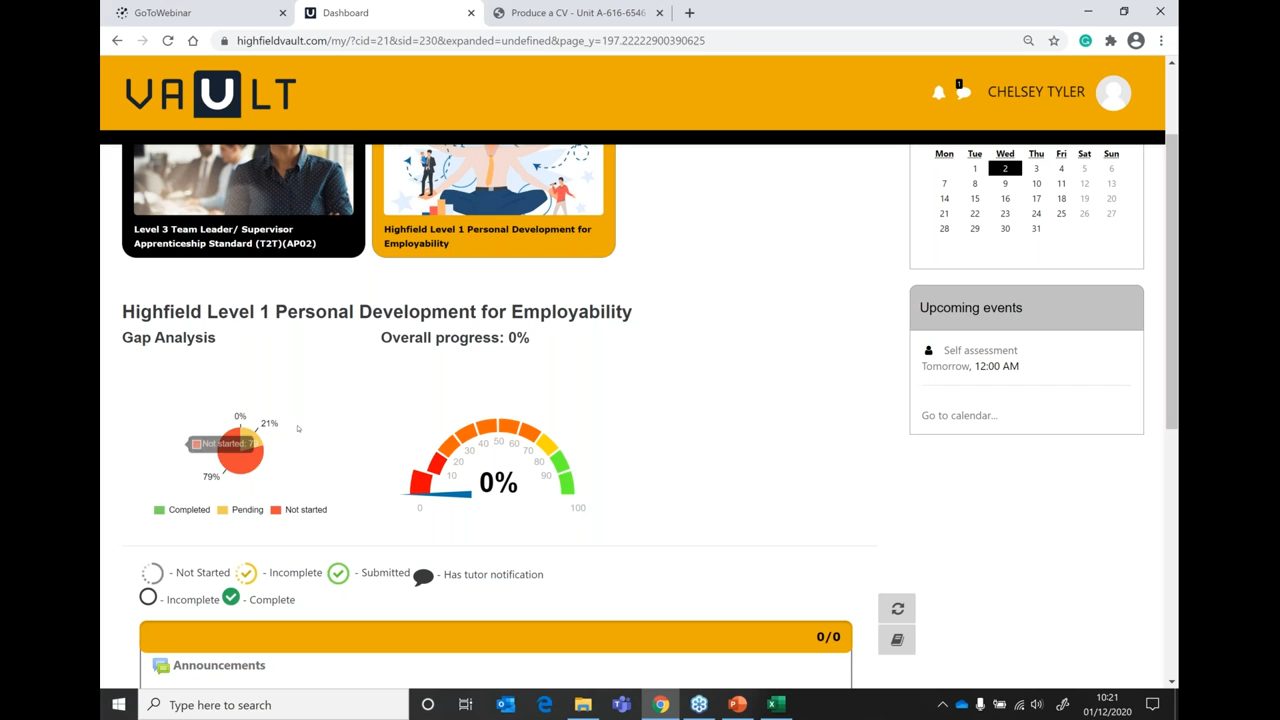 GoToWebinar
Dashboard
Produce a CV - Unit A-616-6546
highfieldvault.com/my/?cid=21&sid=230&expanded=undefined&page_y=197.22222900390625
VAULT
1
CHELSEY TYLER
Level 3 Team Leader/ Supervisor
Apprenticeship Standard (T2T)(AP02)
Highfield Level 1 Personal Development for
Employability
Mon Tue Wed Thu Fri Sat Sun
1 2 3 4 5 6
7 8 9 10 11 12 13
14 15 16 17 18 19 20
21 22 23 24 25 26 27
28 29 30 31
Upcoming events
Self assessment
Tomorrow, 12:00 AM
Go to calendar...
Highfield Level 1 Personal Development for Employability
Gap Analysis
Overall progress: 0%
0%
21%
Not started, 79
79%
Completed Pending Not started
0 10 20 30 40 50 60 70 80 90 100
0%
- Not Started - Incomplete - Submitted - Has tutor notification
- Incomplete - Complete
0/0
Announcements
Type here to search
10:21
01/12/2020